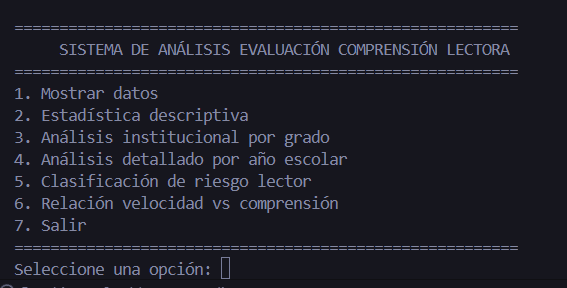 ========================================================
SISTEMA DE ANÁLISIS EVALUACIÓN COMPRENSIÓN LECTORA
========================================================
1. Mostrar datos
2. Estadística descriptiva
3. Análisis institucional por grado
4. Análisis detallado por año escolar
5. Clasificación de riesgo lector
6. Relación velocidad vs comprensión
7. Salir
========================================================
Seleccione una opción: